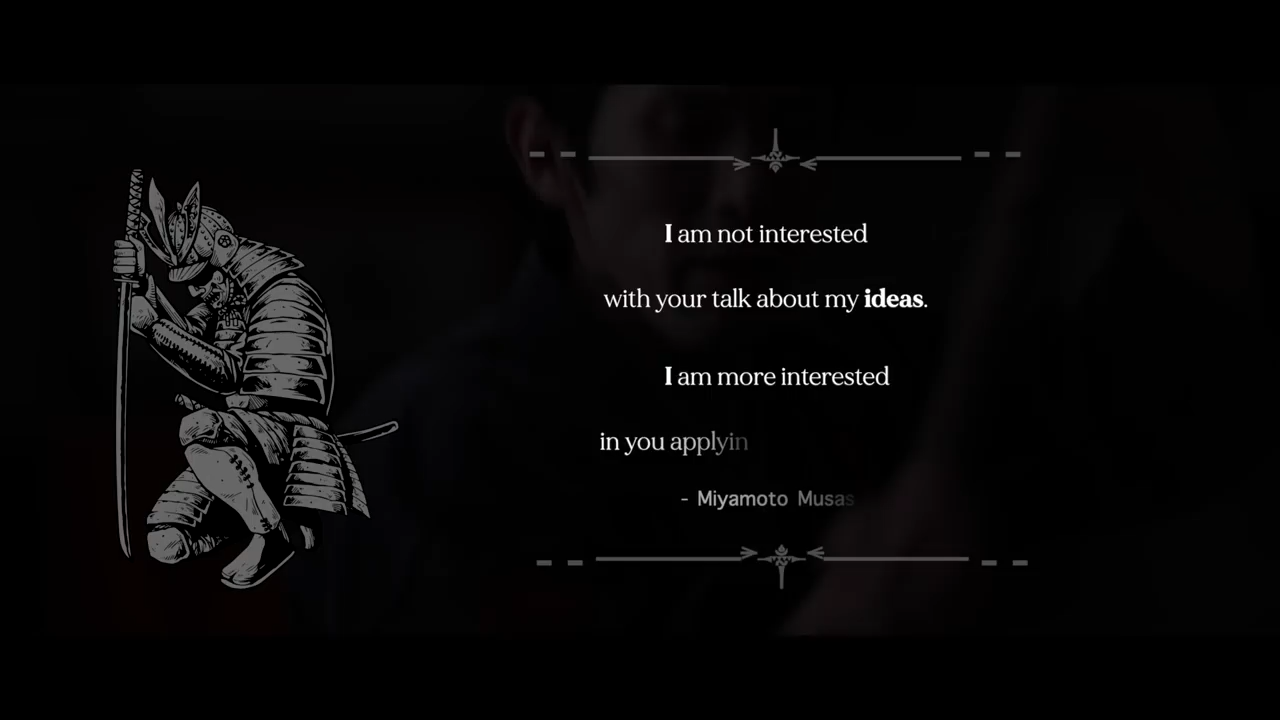 I am not interested
with your talk about my ideas.
I am more interested
in you applyin
- Miyamoto Musas